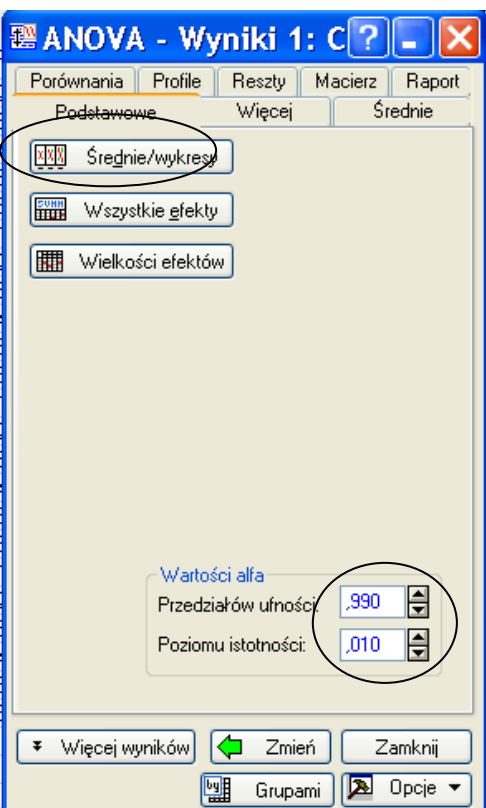 ANOVA - Wyniki 1: C
Porównania Profile Reszty Macierz Raport
Podstawowe Więcej Średnie
Średnie/wykresy
Wszystkie efekty
Wielkości efektów
Wartości alfa
Przedziałów ufności: ,990
Poziomu istotności: ,010
Więcej wyników Zmień Zamknij
Grupami Opcje